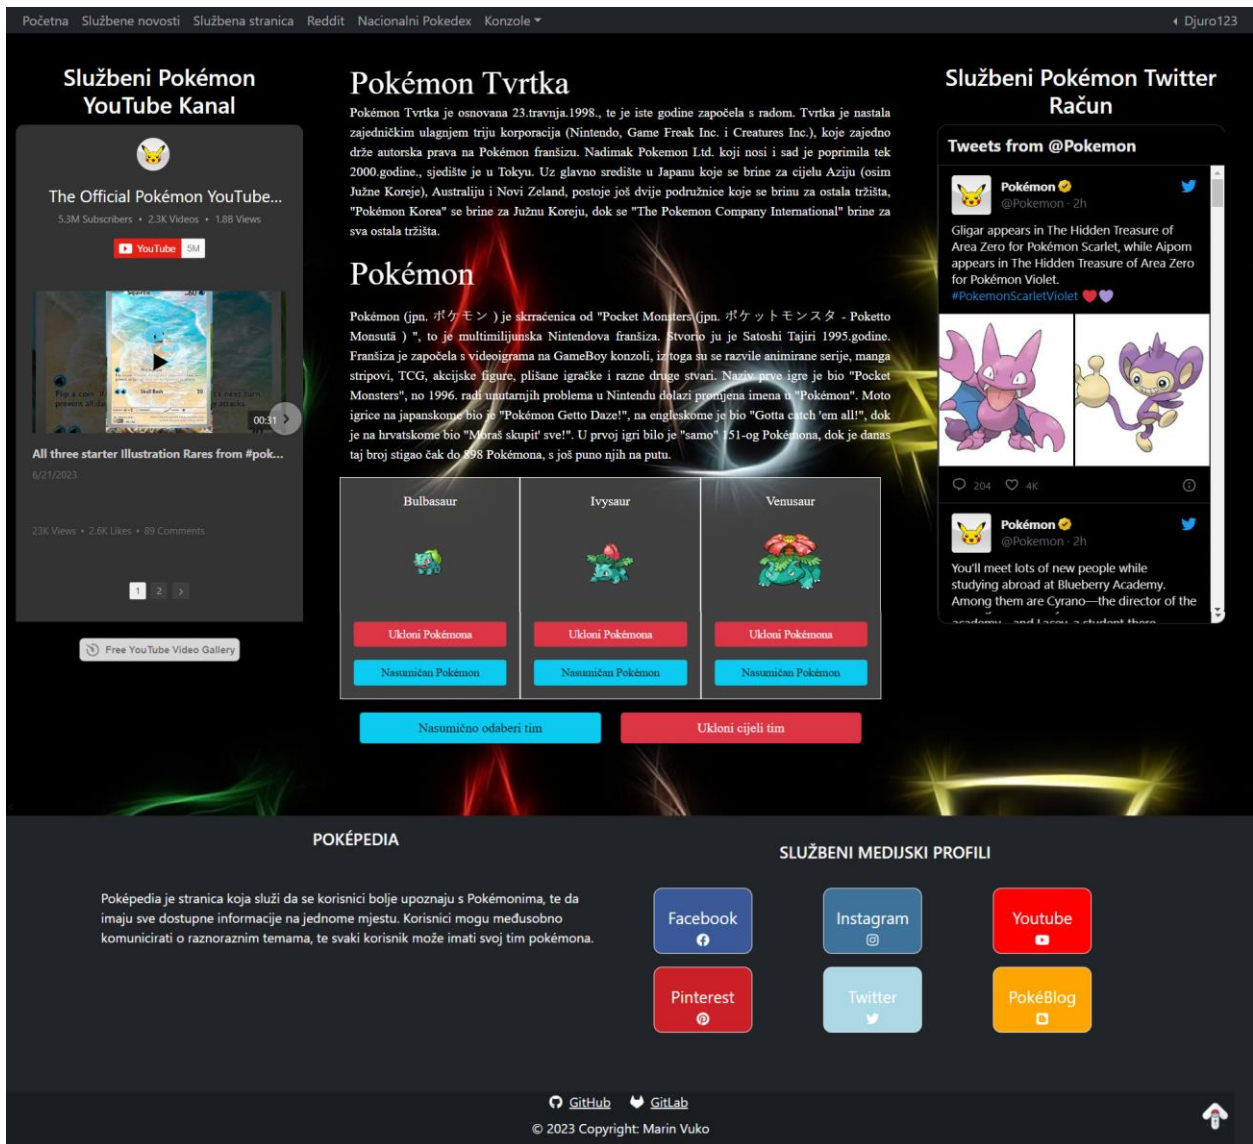 Početna Službene novosti Službena stranica Reddit Nacionalni Pokedex Konzole
Djuro123
Službeni Pokémon
YouTube Kanal
The Official Pokémon YouTube...
5.3M Subscribers • 2.3K Videos • 1.8B Views
YouTube 5M
00:31
All three starter Illustration Rares from #pok...
6/21/2023
23K Views • 2.6K Likes • 89 Comments
1 2
Free YouTube Video Gallery
Pokémon Tvrtka
Pokémon Tvrtka je osnovana 23.travnja.1998., te je iste godine započela s radom. Tvrtka je nastala
zajedničkim ulagnjem triju korporacija (Nintendo, Game Freak Inc. i Creatures Inc.), koje zajedno
drže autorska prava na Pokémon franšizu. Nadimak Pokemon Ltd. koji nosi i sad je poprimila tek
2000.godine., sjedište je u Tokyu. Uz glavno središte u Japanu koje se brine za cijelu Aziju (osim
Južne Koreje), Australiju i Novi Zeland, postoje još dvije podružnice koje se brinu za ostala tržišta,
"Pokémon Korea" se brine za Južnu Koreju, dok se "The Pokemon Company International" brine za
sva ostala tržišta.
Pokémon
Pokémon (jpn. ポケモン ) je skrraćenica od "Pocket Monsters (jpn. ポケットモンスタ - Poketto
Monsutā ) ", to je multimilijunska Nintendova franšiza. Stvorio ju je Satoshi Tajiri 1995.godine.
Franšiza je započela s videoigrama na GameBoy konzoli, iz toga su se razvile animirane serije, manga
stripovi, TCG, akcijske figure, plišane igračke i razne druge stvari. Naziv prve igre je bio "Pocket
Monsters", no 1996. radi unutarnjih problema u Nintendu dolazi promjena imena u "Pokémon". Moto
igrice na japanskome bio je "Pokémon Getto Daze!", na engleskome je bio "Gotta catch 'em all!", dok
je na hrvatskome bio "Moraš skupit' sve!". U prvoj igri bilo je "samo" 151-og Pokémona, dok je danas
taj broj stigao čak do 898 Pokémona, s još puno njih na putu.
Bulbasaur Ivysaur Venusaur
Ukloni Pokémona Ukloni Pokémona Ukloni Pokémona
Nasumičan Pokémon Nasumičan Pokémon Nasumičan Pokémon
Nasumično odaberi tim Ukloni cijeli tim
Službeni Pokémon Twitter
Račun
Tweets from @Pokemon
Pokémon
@Pokemon · 2h
Gligar appears in The Hidden Treasure of
Area Zero for Pokémon Scarlet, while Aipom
appears in The Hidden Treasure of Area Zero
for Pokémon Violet.
#PokemonScarletViolet ❤️💜
204 4K
Pokémon
@Pokemon · 2h
You'll meet lots of new people while
studying abroad at Blueberry Academy.
Among them are Cyrano—the director of the
academy—and Lacey, a student there
POKÉPEDIA
Poképedia je stranica koja služi da se korisnici bolje upoznaju s Pokémonima, te da
imaju sve dostupne informacije na jednome mjestu. Korisnici mogu međusobno
komunicirati o raznoraznim temama, te svaki korisnik može imati svoj tim pokémona.
SLUŽBENI MEDIJSKI PROFILI
Facebook Instagram Youtube
Pinterest Twitter PokéBlog
GitHub GitLab
© 2023 Copyright: Marin Vuko